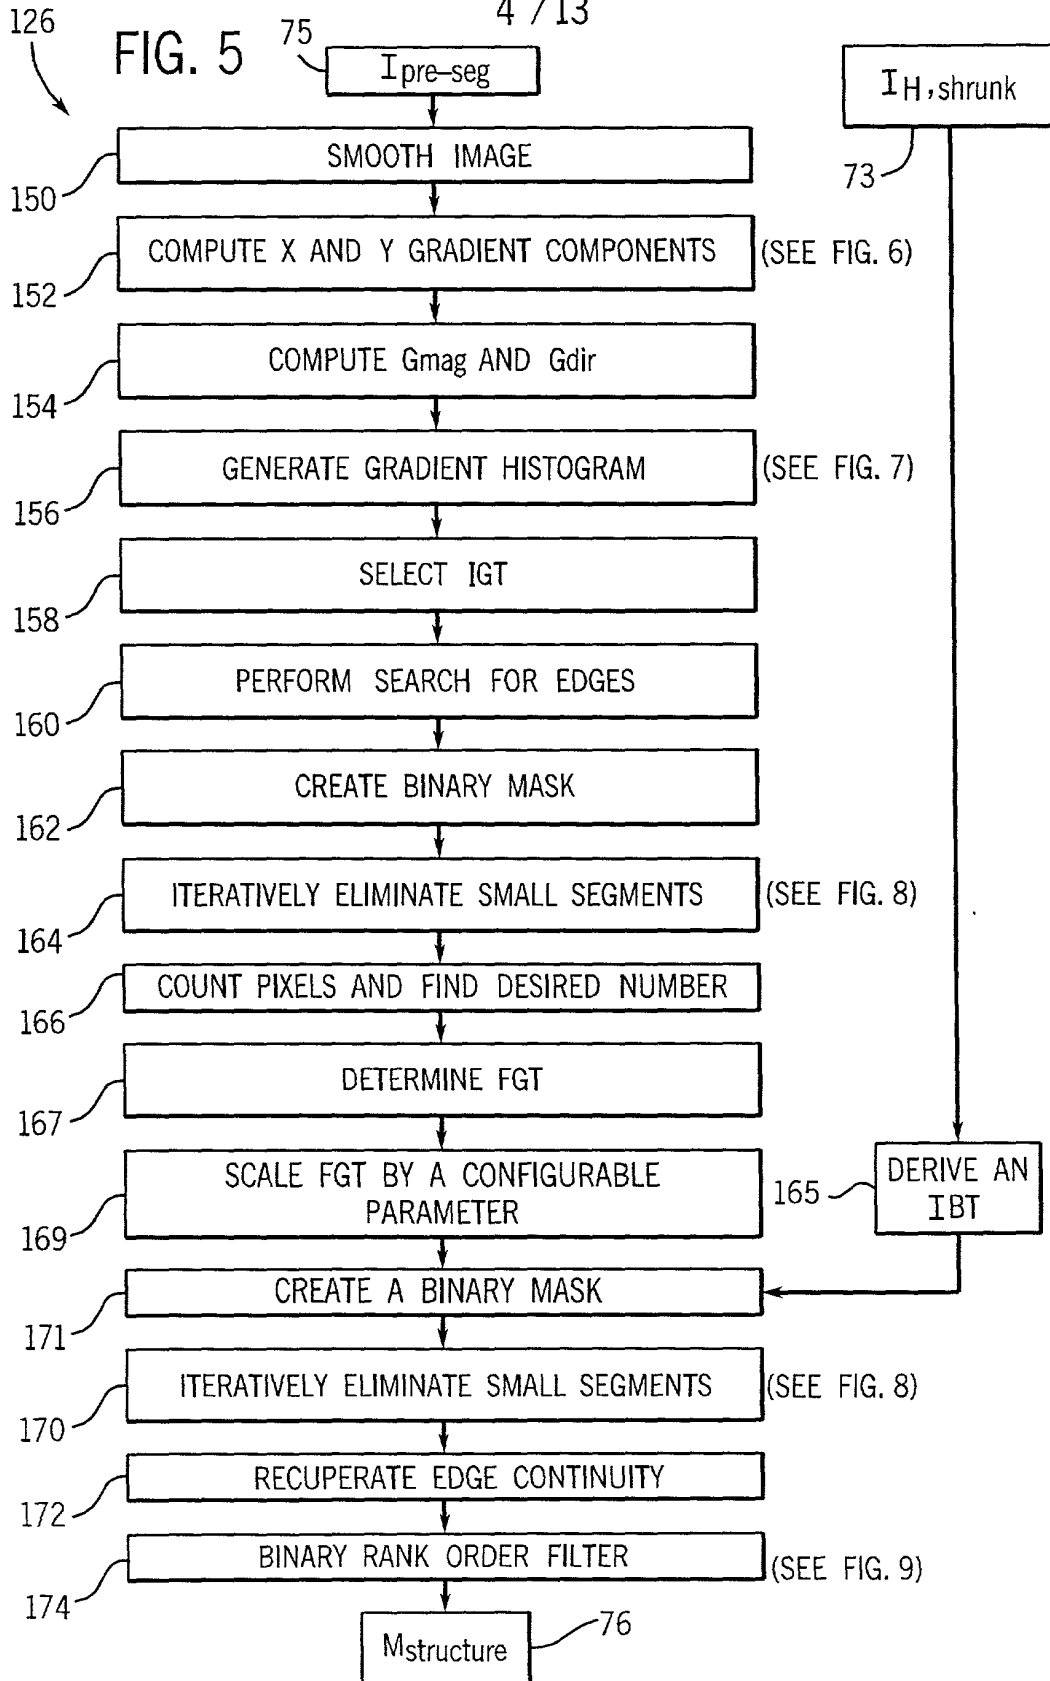 4 / 13
126
FIG. 5
75
Ipre-seg
IH,shrunk
73
SMOOTH IMAGE
150
COMPUTE X AND Y GRADIENT COMPONENTS
(SEE FIG. 6)
152
COMPUTE Gmag AND Gdir
154
GENERATE GRADIENT HISTOGRAM
(SEE FIG. 7)
156
SELECT IGT
158
PERFORM SEARCH FOR EDGES
160
CREATE BINARY MASK
162
ITERATIVELY ELIMINATE SMALL SEGMENTS
(SEE FIG. 8)
164
COUNT PIXELS AND FIND DESIRED NUMBER
166
DETERMINE FGT
167
SCALE FGT BY A CONFIGURABLE
PARAMETER
169
165
DERIVE AN
IBT
CREATE A BINARY MASK
171
ITERATIVELY ELIMINATE SMALL SEGMENTS
(SEE FIG. 8)
170
RECUPERATE EDGE CONTINUITY
172
BINARY RANK ORDER FILTER
(SEE FIG. 9)
174
Mstructure
76